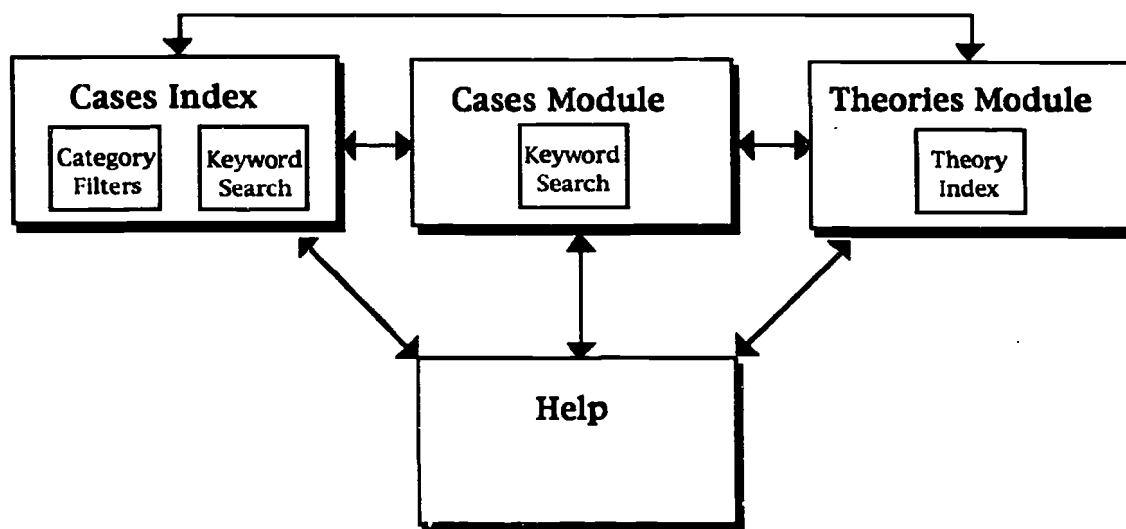 Cases Index
Category
Filters
Keyword
Search
Cases Module
Keyword
Search
Theories Module
Theory
Index
Help